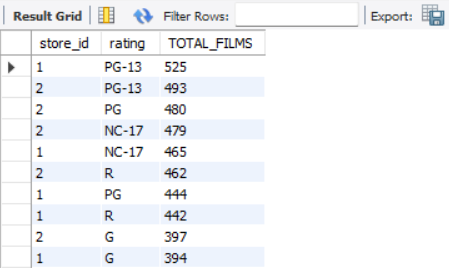 Result Grid Filter Rows: Export:
store_id rating TOTAL_FILMS
1 PG-13 525
2 PG-13 493
2 PG 480
2 NC-17 479
1 NC-17 465
2 R 462
1 PG 444
1 R 442
2 G 397
1 G 394